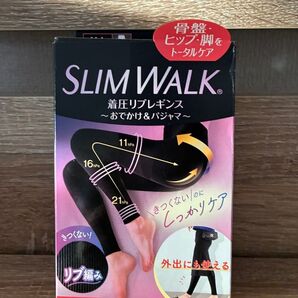 骨盤・
ヒップ・脚を
トータルケア
SLIM WALK®
着圧リブレギンス
〜おでかけ&パジャマ〜
11hPa
16hPa
21hPa
きつくない!のに
しっかりケア
きつくない!
リブ編み
外出にも使える